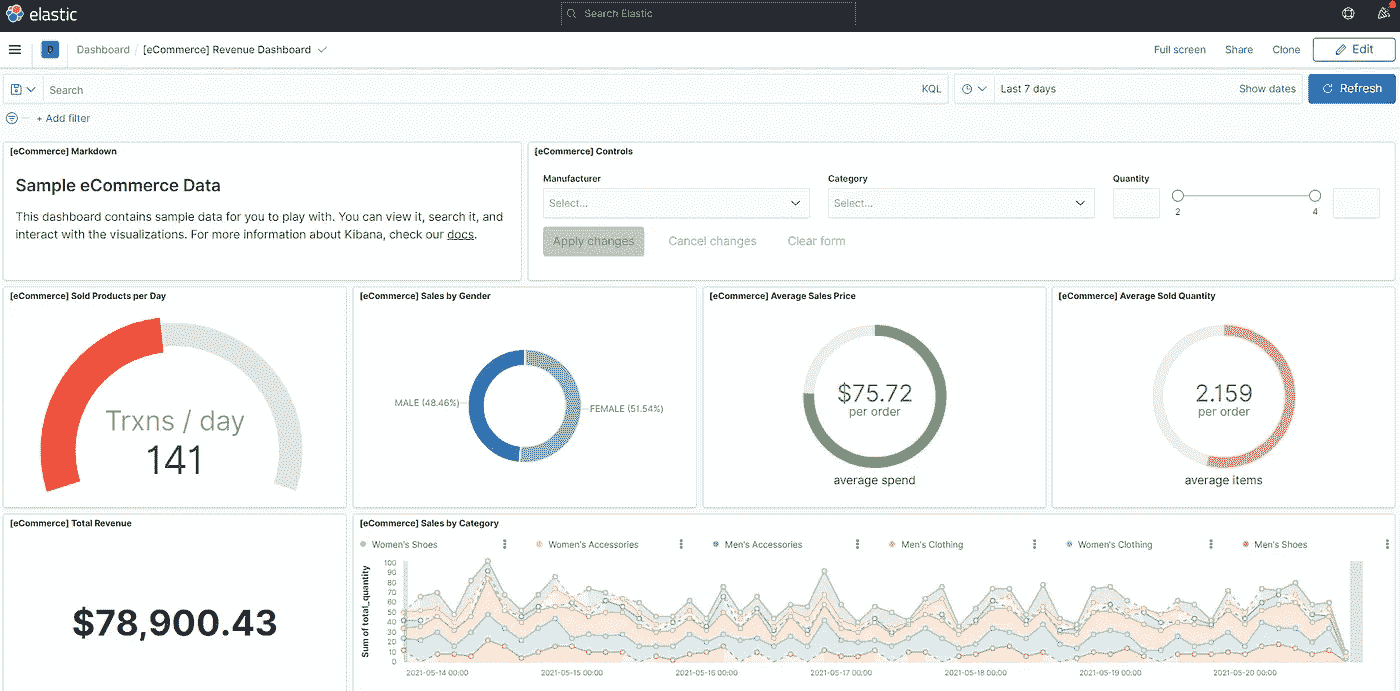 elastic
Search Elastic
D
Dashboard / [eCommerce] Revenue Dashboard
Full screen
Share
Clone
Edit
Search
KQL
Last 7 days
Show dates
Refresh
+ Add filter
[eCommerce] Markdown
Sample eCommerce Data
This dashboard contains sample data for you to play with. You can view it, search it, and
interact with the visualizations. For more information about Kibana, check our docs.
[eCommerce] Controls
Manufacturer
Category
Quantity
Select...
Select...
2
4
Apply changes
Cancel changes
Clear form
[eCommerce] Sold Products per Day
Trxns / day
141
[eCommerce] Sales by Gender
MALE (48.46%)
FEMALE (51.54%)
[eCommerce] Average Sales Price
$75.72
per order
average spend
[eCommerce] Average Sold Quantity
2.159
per order
average items
[eCommerce] Total Revenue
$78,900.43
[eCommerce] Sales by Category
Women's Shoes
Women's Accessories
Men's Accessories
Men's Clothing
Women's Clothing
Men's Shoes
Sum of total_quantity
100
90
80
70
60
50
40
30
20
10
0
2021-05-14 00:00
2021-05-15 00:00
2021-05-16 00:00
2021-05-17 00:00
2021-05-18 00:00
2021-05-19 00:00
2021-05-20 00:00